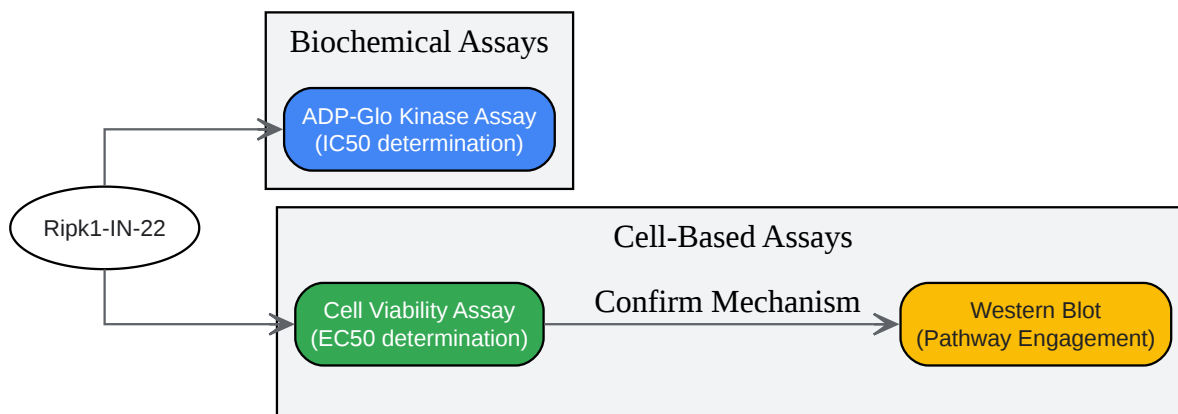 Biochemical Assays
ADP-Glo Kinase Assay
(IC50 determination)
Ripk1-IN-22
Cell-Based Assays
Cell Viability Assay
(EC50 determination)
Confirm Mechanism
Western Blot
(Pathway Engagement)